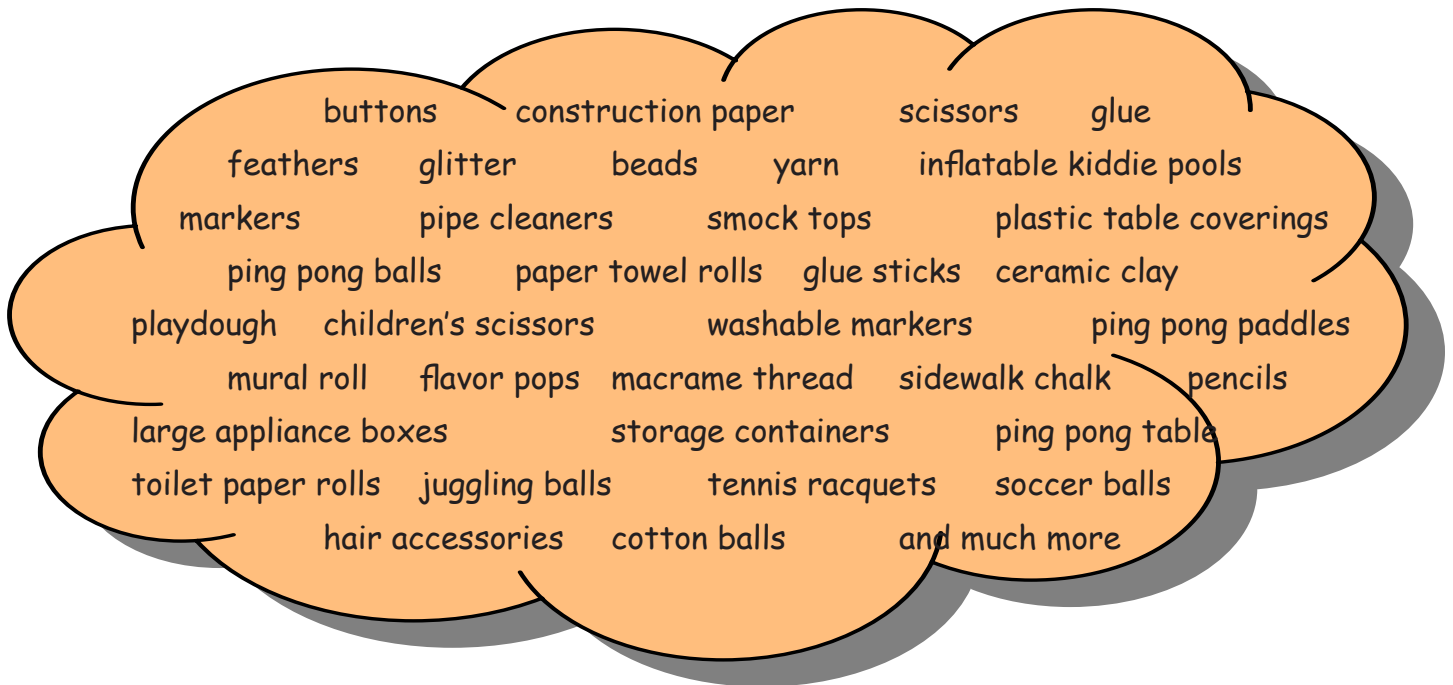 buttons construction paper scissors glue
feathers glitter beads yarn inflatable kiddie pools
markers pipe cleaners smock tops plastic table coverings
ping pong balls paper towel rolls glue sticks ceramic clay
playdough children's scissors washable markers ping pong paddles
mural roll flavor pops macrame thread sidewalk chalk pencils
large appliance boxes storage containers ping pong table
toilet paper rolls juggling balls tennis racquets soccer balls
hair accessories cotton balls and much more